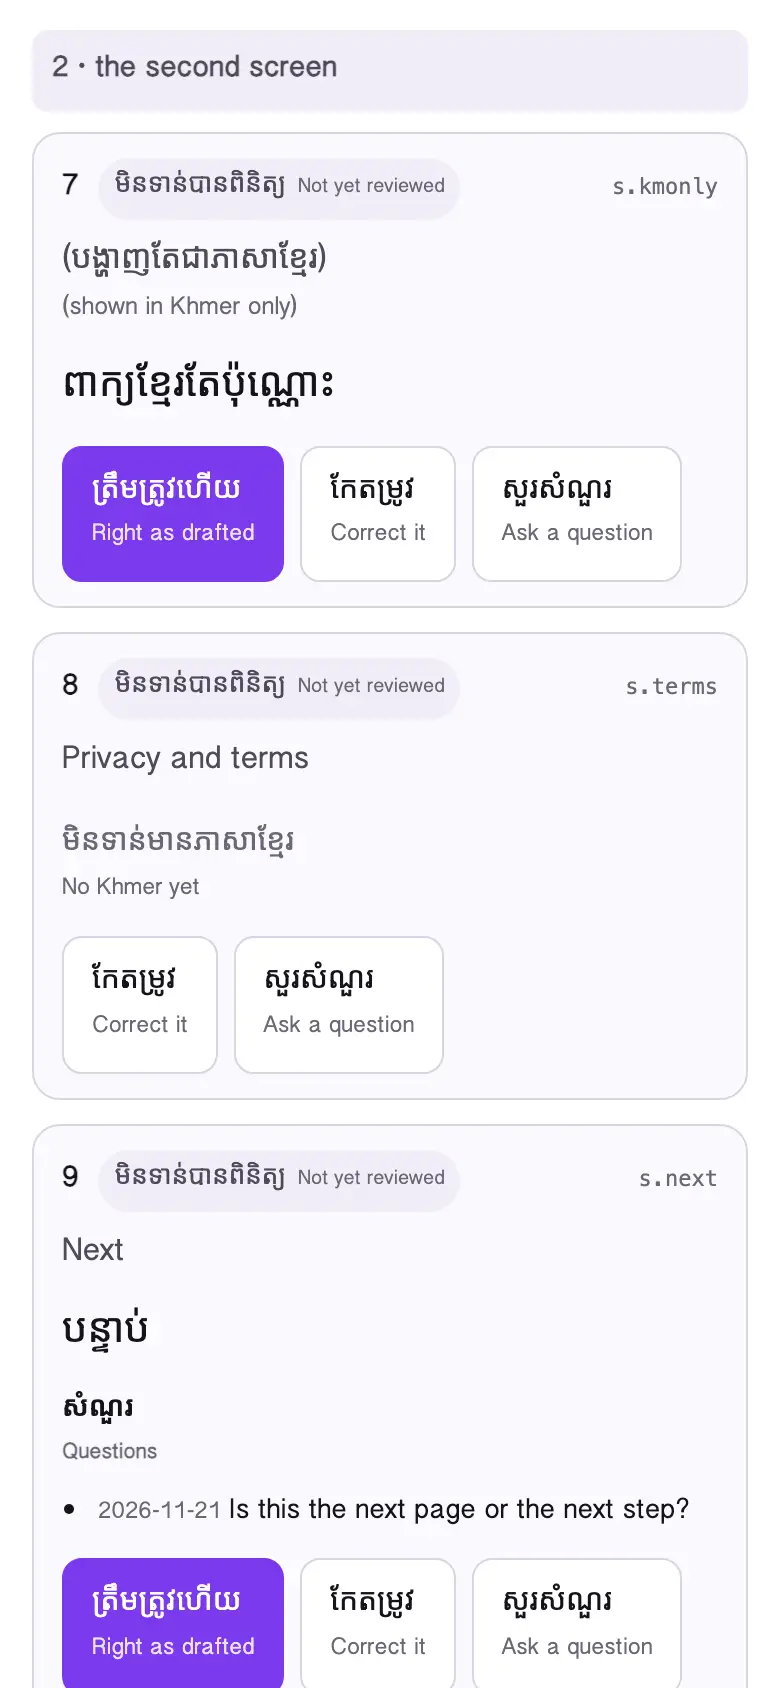 2 · the second screen
7 មិនទាន់បានពិនិត្យ Not yet reviewed s.kmonly
(បង្ហាញតែជាភាសាខ្មែរ)
(shown in Khmer only)
ពាក្យខ្មែរតែប៉ុណ្ណោះ
ត្រឹមត្រូវហើយ កែតម្រូវ សួរសំណួរ
Right as drafted Correct it Ask a question
8 មិនទាន់បានពិនិត្យ Not yet reviewed s.terms
Privacy and terms
មិនទាន់មានភាសាខ្មែរ
No Khmer yet
កែតម្រូវ សួរសំណួរ
Correct it Ask a question
9 មិនទាន់បានពិនិត្យ Not yet reviewed s.next
Next
បន្ទាប់
សំណួរ
Questions
• 2026-11-21 Is this the next page or the next step?
ត្រឹមត្រូវហើយ កែតម្រូវ សួរសំណួរ
Right as drafted Correct it Ask a question